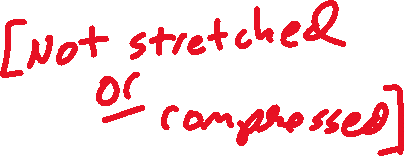 [Not stretched
or
compressed]